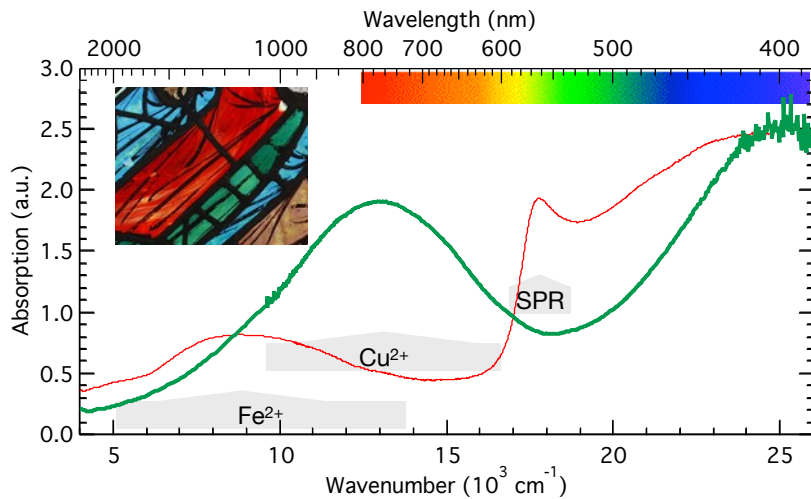 Wavelength (nm)
2000 1000 800 700 600 500 400
3.0
2.5
2.0
1.5
1.0
0.5
0.0
Absorption (a.u.)
SPR
Cu²⁺
Fe²⁺
5 10 15 20 25
Wavenumber (10³ cm⁻¹)